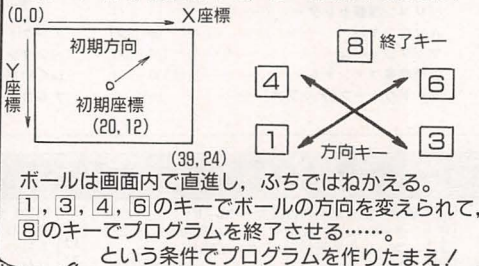 (0,0)
X座標
Y座標
初期方向
初期座標
(20,12)
(39,24)
8 終了キー
4 6
1 3
方向キー
ボールは画面内で直進し，ふちではねかえる。
1，3，4，6のキーでボールの方向を変えられて，
8のキーでプログラムを終了させる……。
という条件でプログラムを作りたまえ！